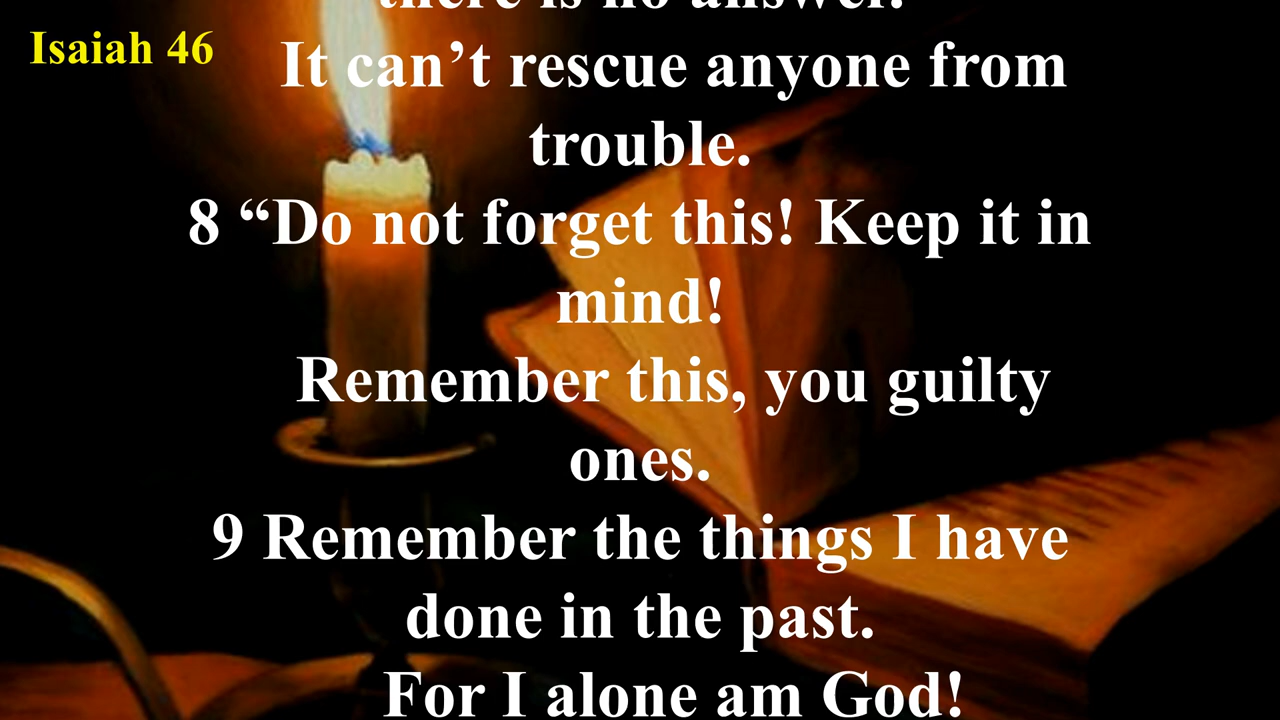 Isaiah 46
there is no answer.
It can’t rescue anyone from
trouble.
8 “Do not forget this! Keep it in
mind!
Remember this, you guilty
ones.
9 Remember the things I have
done in the past.
For I alone am God!